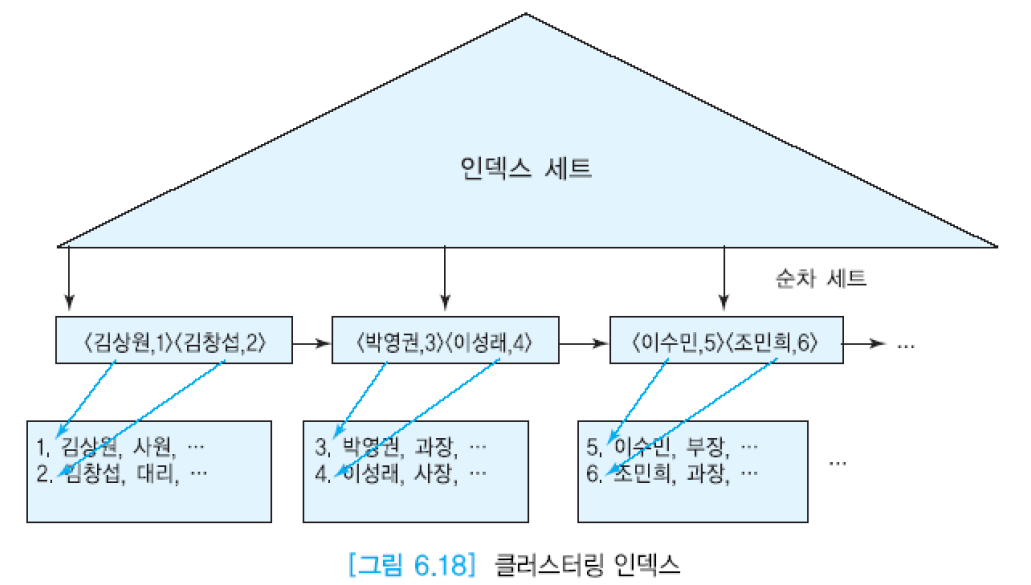 인덱스 세트
순차 세트
〈김상원,1〉〈김창섭,2〉
〈박영권,3〉〈이성래,4〉
〈이수민,5〉〈조민희,6〉
…
1. 김상원, 사원, …
2. 김창섭, 대리, …
3. 박영권, 과장, …
4. 이성래, 사장, …
5. 이수민, 부장, …
6. 조민희, 과장, …
…
[그림 6.18] 클러스터링 인덱스